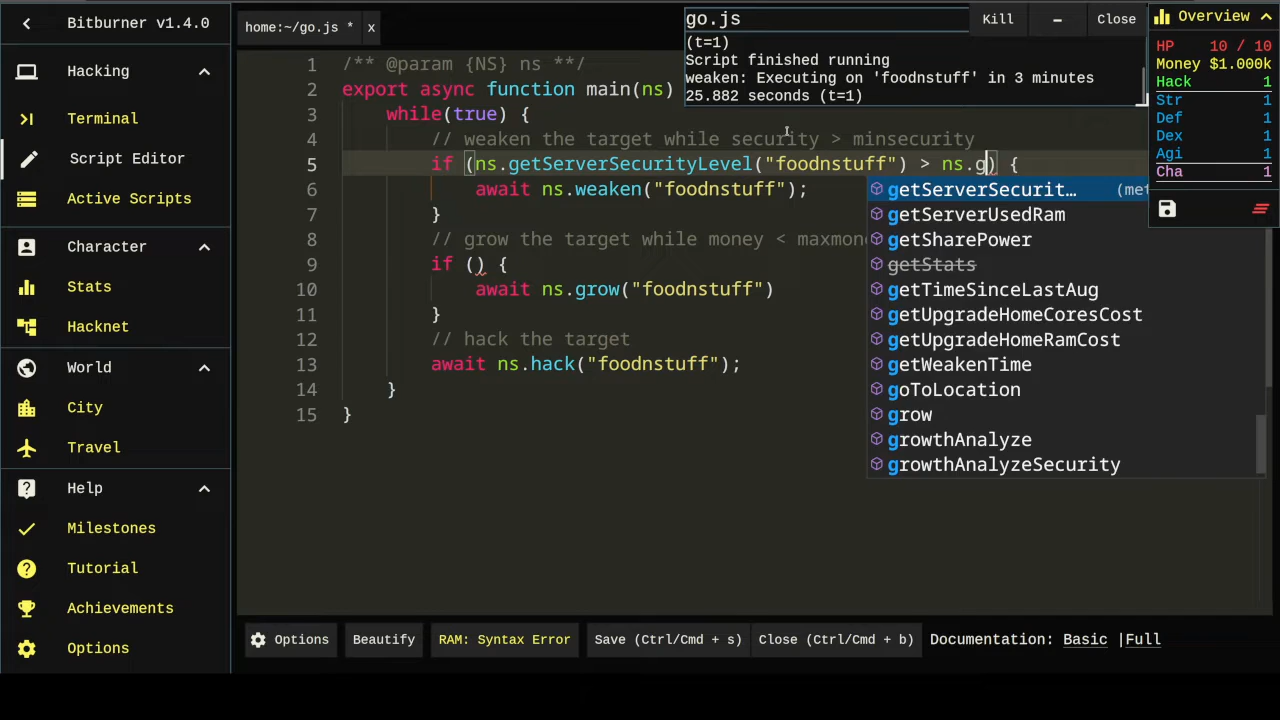 Bitburner v1.4.0
Hacking
Terminal
Script Editor
Active Scripts
Character
Stats
Hacknet
World
City
Travel
Help
Milestones
Tutorial
Achievements
Options
home:~/go.js * x
1 /** @param {NS} ns **/
2 export async function main(ns)
3 while(true) {
4 // weaken the target while security > minsecurity
5 if (ns.getServerSecurityLevel("foodnstuff") > ns.g) {
6 await ns.weaken("foodnstuff");
7 }
8 // grow the target while money < maxmon
9 if () {
10 await ns.grow("foodnstuff")
11 }
12 // hack the target
13 await ns.hack("foodnstuff");
14 }
15 }
getServerSecurit… (met
getServerUsedRam
getSharePower
getStats
getTimeSinceLastAug
getUpgradeHomeCoresCost
getUpgradeHomeRamCost
getWeakenTime
goToLocation
grow
growthAnalyze
growthAnalyzeSecurity
go.js Kill – Close
(t=1)
Script finished running
weaken: Executing on 'foodnstuff' in 3 minutes
25.882 seconds (t=1)
Overview
HP 10 / 10
Money $1.000k
Hack 1
Str 1
Def 1
Dex 1
Agi 1
Cha 1
Options Beautify RAM: Syntax Error Save (Ctrl/Cmd + s) Close (Ctrl/Cmd + b) Documentation: Basic |Full